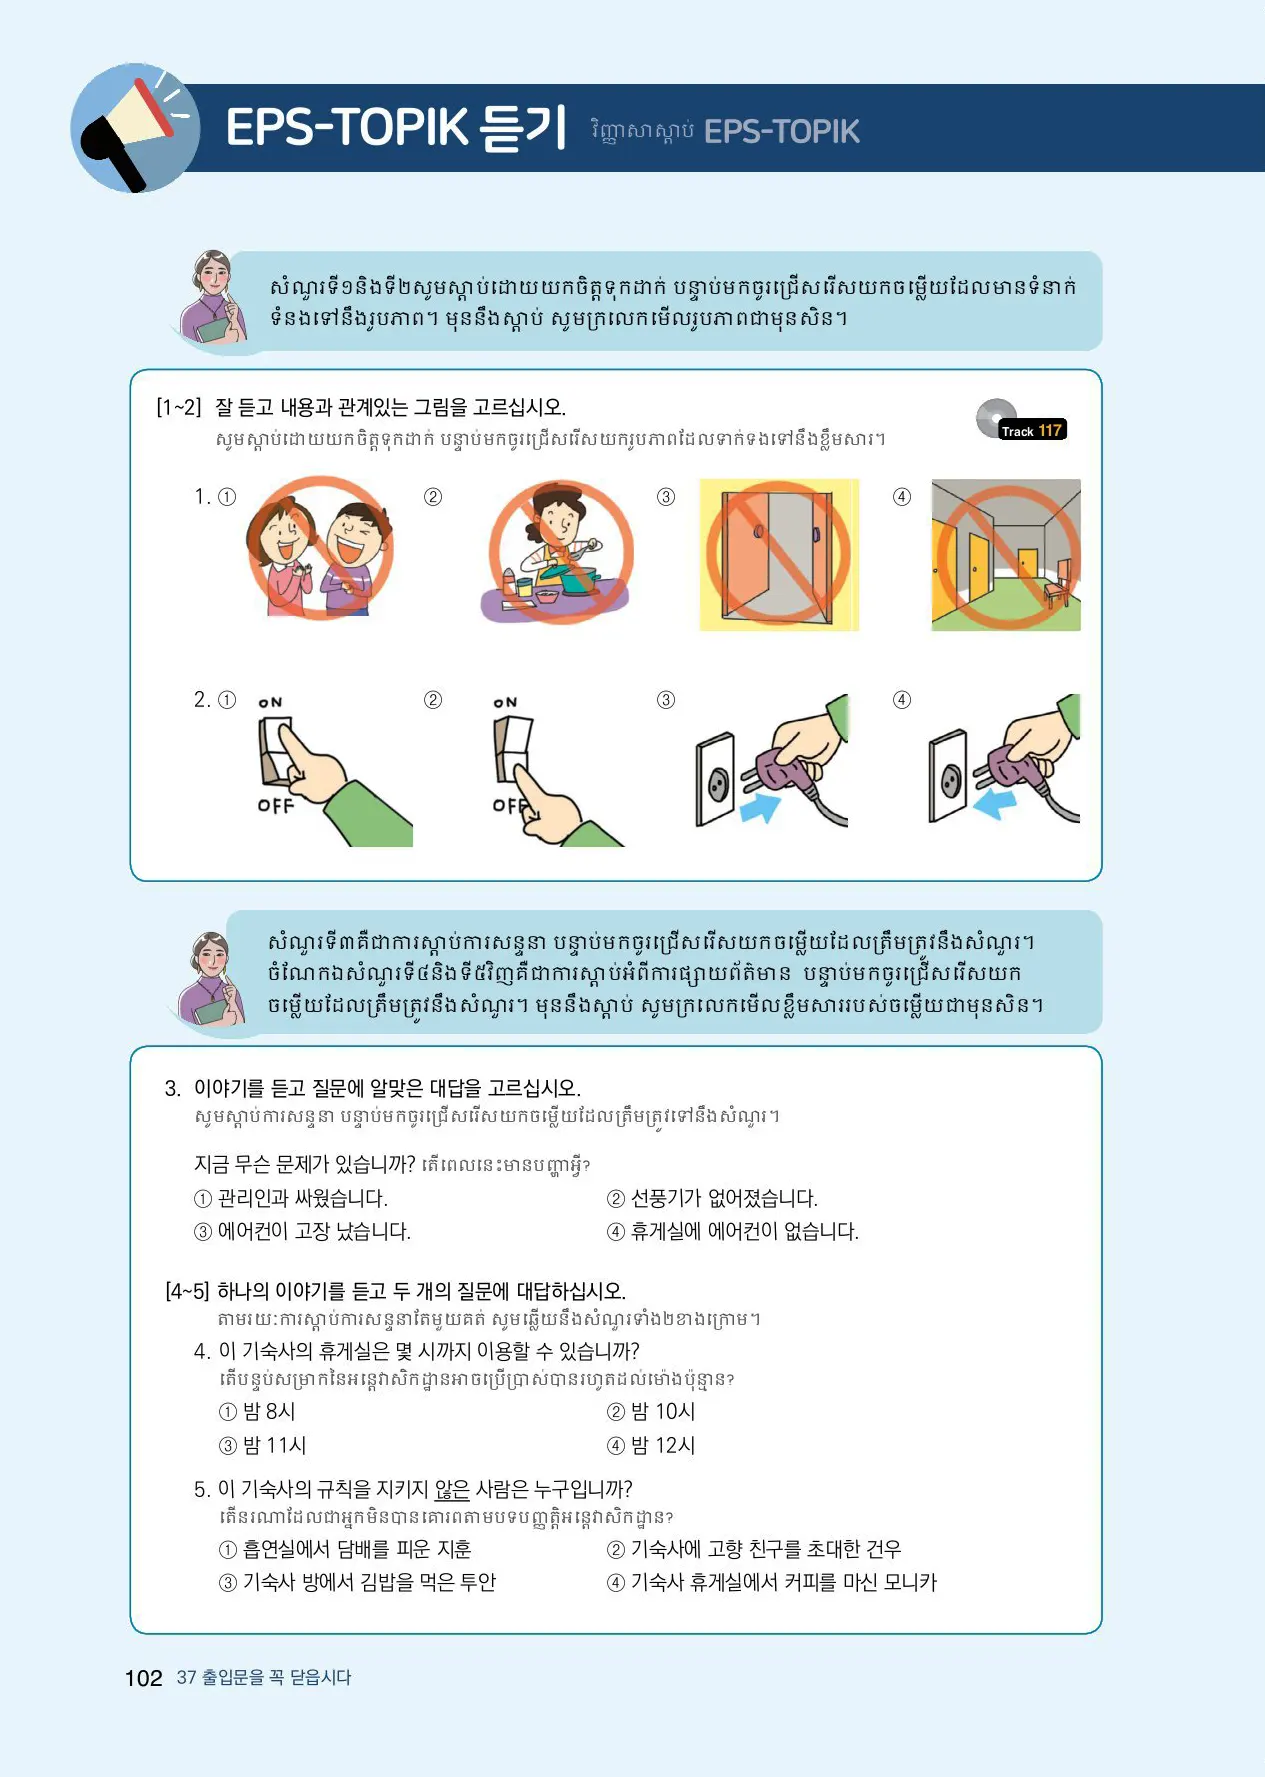 EPS-TOPIK 듣기 វិញ្ញាសាស្តាប់ EPS-TOPIK
សំណួរទី១និងទី២សូមស្តាប់ដោយយកចិត្តទុកដាក់ បន្ទាប់មកចូរជ្រើសរើសយកចម្លើយដែលមានទំនាក់
ទំនងទៅនឹងរូបភាព។ មុននឹងស្តាប់ សូមក្រលេកមើលរូបភាពជាមុនសិន។
[1~2] 잘 듣고 내용과 관계있는 그림을 고르십시오.
Track 117
សូមស្តាប់ដោយយកចិត្តទុកដាក់ បន្ទាប់មកចូរជ្រើសរើសយករូបភាពដែលទាក់ទងទៅនឹងខ្លឹមសារ។
1. ① ② ③ ④
2. ① ② ③ ④
ON ON
OFF OFF
សំណួរទី៣គឺជាការស្តាប់ការសន្ទនា បន្ទាប់មកចូរជ្រើសរើសយកចម្លើយដែលត្រឹមត្រូវនឹងសំណួរ។
ចំណែកឯសំណួរទី៤និងទី៥វិញគឺជាការស្តាប់អំពីការផ្សាយព័ត៌មាន បន្ទាប់មកចូរជ្រើសរើសយក
ចម្លើយដែលត្រឹមត្រូវនឹងសំណួរ។ មុននឹងស្តាប់ សូមក្រលេកមើលខ្លឹមសាររបស់ចម្លើយជាមុនសិន។
3. 이야기를 듣고 질문에 알맞은 대답을 고르십시오.
សូមស្តាប់ការសន្ទនា បន្ទាប់មកចូរជ្រើសរើសយកចម្លើយដែលត្រឹមត្រូវទៅនឹងសំណួរ។
지금 무슨 문제가 있습니까? តើពេលនេះមានបញ្ហាអ្វី?
① 관리인과 싸웠습니다. ② 선풍기가 없어졌습니다.
③ 에어컨이 고장 났습니다. ④ 휴게실에 에어컨이 없습니다.
[4~5] 하나의 이야기를 듣고 두 개의 질문에 대답하십시오.
តាមរយៈការស្តាប់ការសន្ទនាតែមួយគត់ សូមឆ្លើយនឹងសំណួរទាំង២ខាងក្រោម។
4. 이 기숙사의 휴게실은 몇 시까지 이용할 수 있습니까?
តើបន្ទប់សម្រាកនៃអន្តេវាសិកដ្ឋានអាចប្រើប្រាស់បានរហូតដល់ម៉ោងប៉ុន្មាន?
① 밤 8시 ② 밤 10시
③ 밤 11시 ④ 밤 12시
5. 이 기숙사의 규칙을 지키지 않은 사람은 누구입니까?
តើនរណាដែលជាអ្នកមិនបានគោរពតាមបទបញ្ញត្តិអន្តេវាសិកដ្ឋាន?
① 흡연실에서 담배를 피운 지훈 ② 기숙사에 고향 친구를 초대한 건우
③ 기숙사 방에서 김밥을 먹은 투안 ④ 기숙사 휴게실에서 커피를 마신 모니카
102 37 출입문을 꼭 닫읍시다